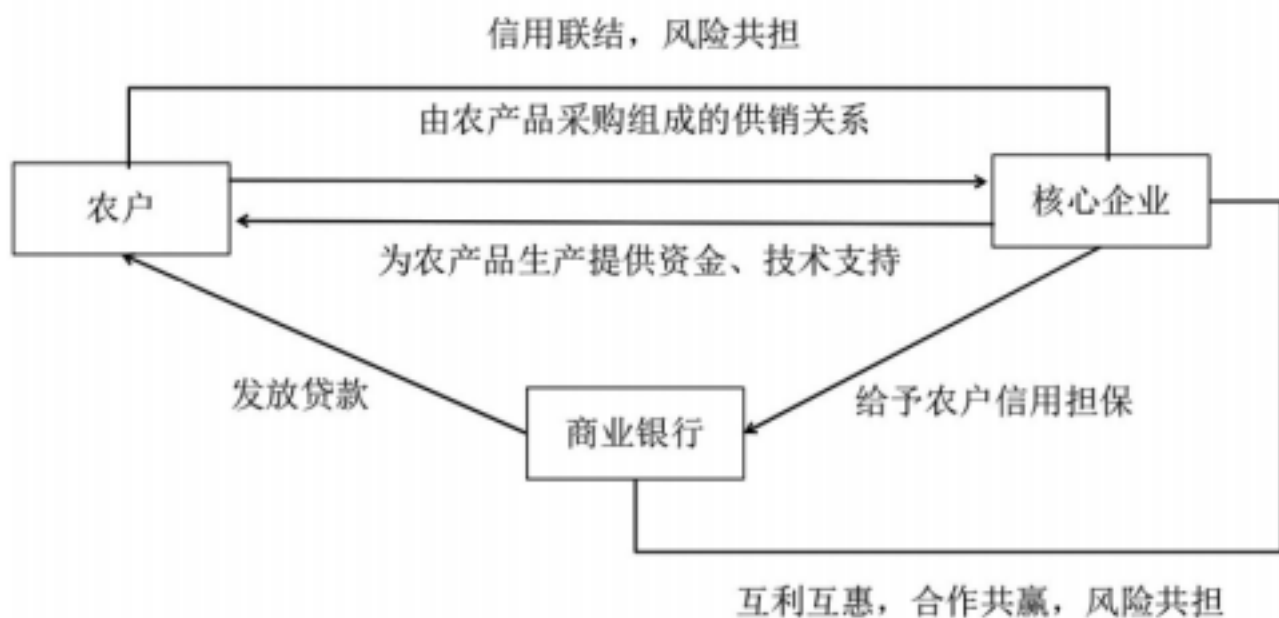 信用联结，风险共担
由农产品采购组成的供销关系
农户
核心企业
为农产品生产提供资金、技术支持
发放贷款
给予农户信用担保
商业银行
互利互惠，合作共赢，风险共担